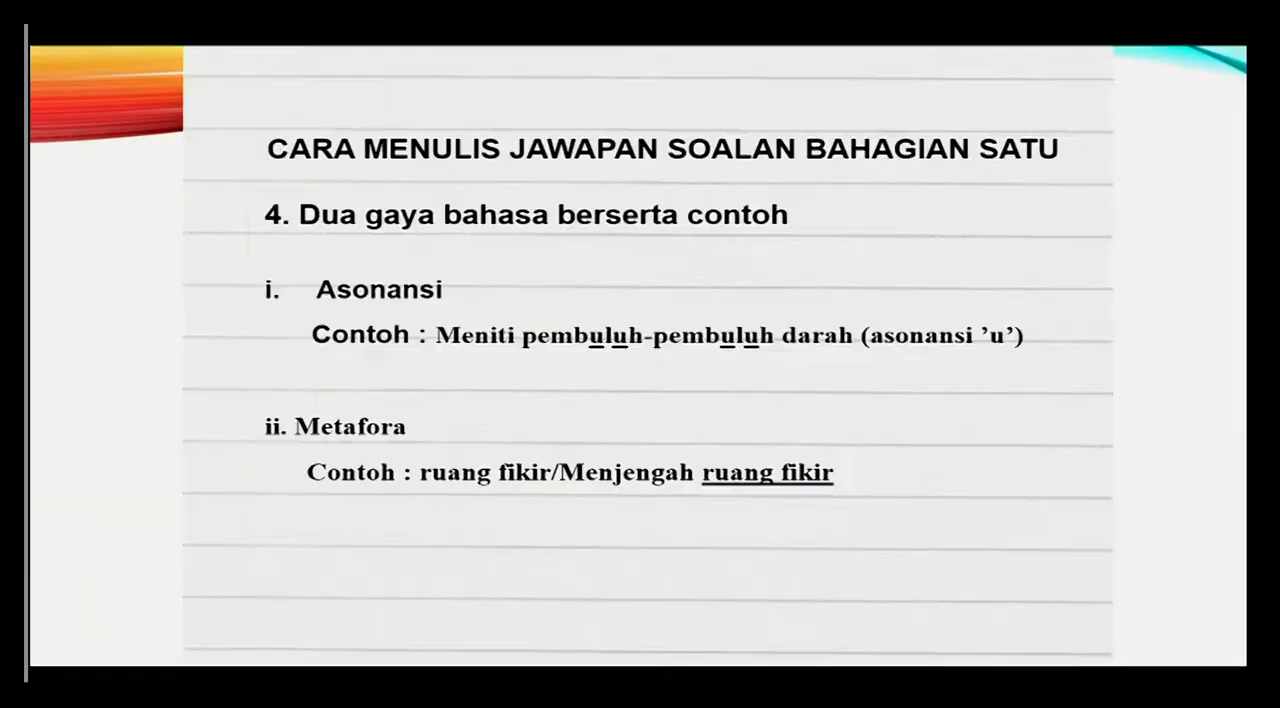 CARA MENULIS JAWAPAN SOALAN BAHAGIAN SATU
4. Dua gaya bahasa berserta contoh
i. Asonansi
Contoh : Meniti pembuluh-pembuluh darah (asonansi ’u’)
ii. Metafora
Contoh : ruang fikir/Menjengah ruang fikir